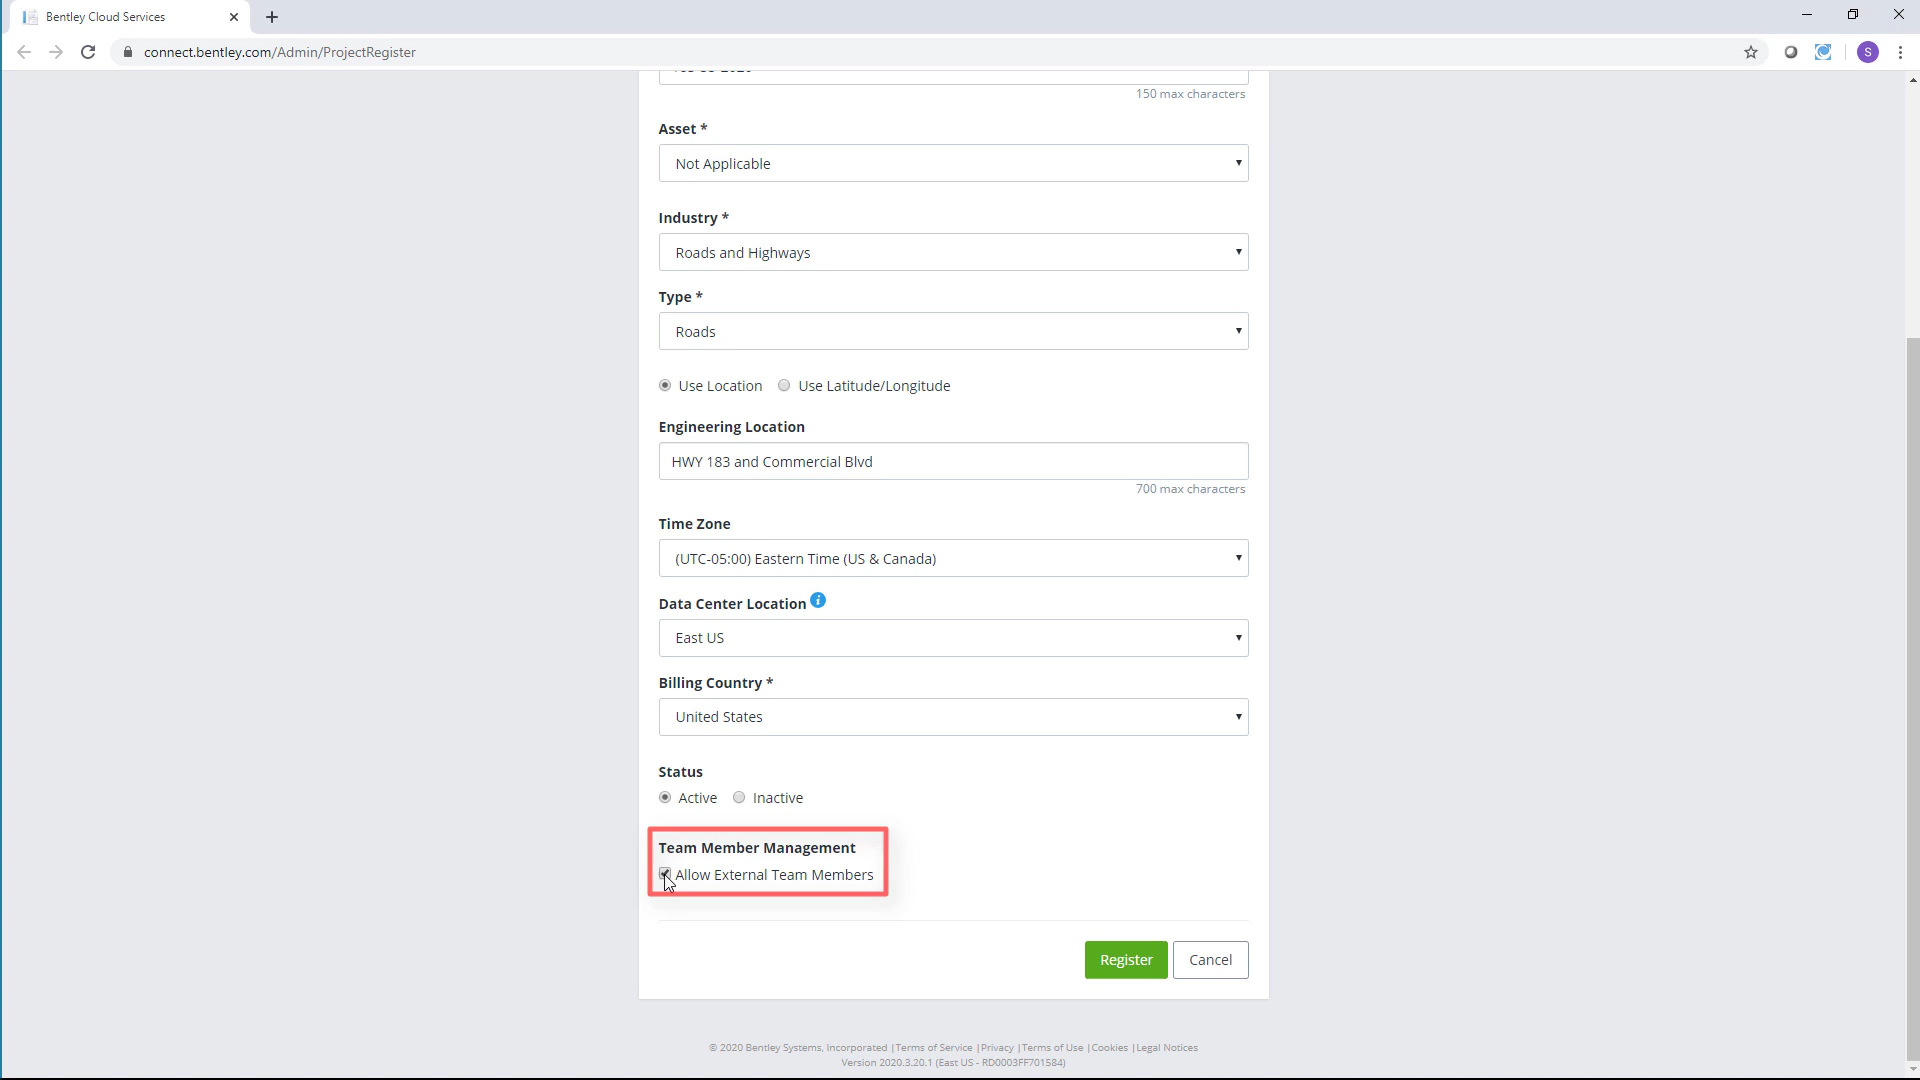 Bentley Cloud Services
connect.bentley.com/Admin/ProjectRegister
S
150 max characters
Asset *
Not Applicable
Industry *
Roads and Highways
Type *
Roads
Use Location Use Latitude/Longitude
Engineering Location
HWY 183 and Commercial Blvd
700 max characters
Time Zone
(UTC-05:00) Eastern Time (US & Canada)
Data Center Location
East US
Billing Country *
United States
Status
Active Inactive
Team Member Management
Allow External Team Members
Register Cancel
© 2020 Bentley Systems, Incorporated |Terms of Service |Privacy |Terms of Use |Cookies |Legal Notices
Version 2020.3.20.1 (East US - RD0003FF701584)